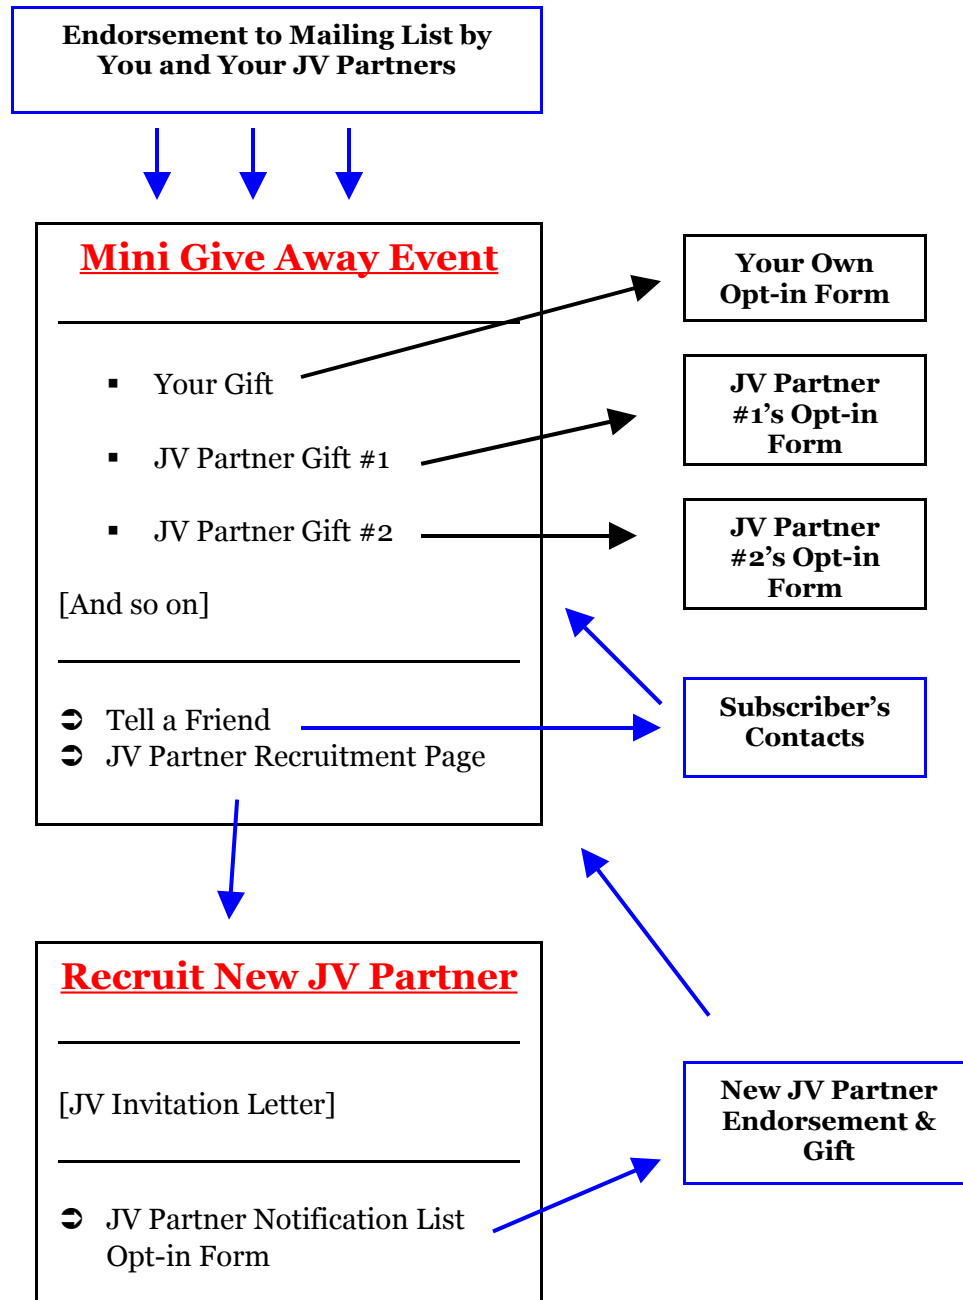 Endorsement to Mailing List by
You and Your JV Partners
Mini Give Away Event
▪ Your Gift
▪ JV Partner Gift #1
▪ JV Partner Gift #2
[And so on]
➲ Tell a Friend
➲ JV Partner Recruitment Page
Your Own
Opt-in Form
JV Partner
#1’s Opt-in
Form
JV Partner
#2’s Opt-in
Form
Subscriber’s
Contacts
Recruit New JV Partner
[JV Invitation Letter]
➲ JV Partner Notification List
Opt-in Form
New JV Partner
Endorsement &
Gift